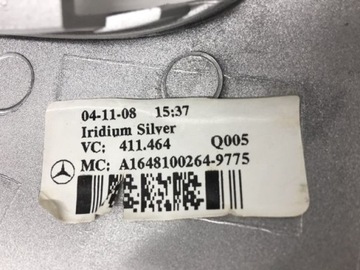 04-11-08 15:37
Iridium Silver
VC: 411.464 Q005
MC: A1648100264-9775